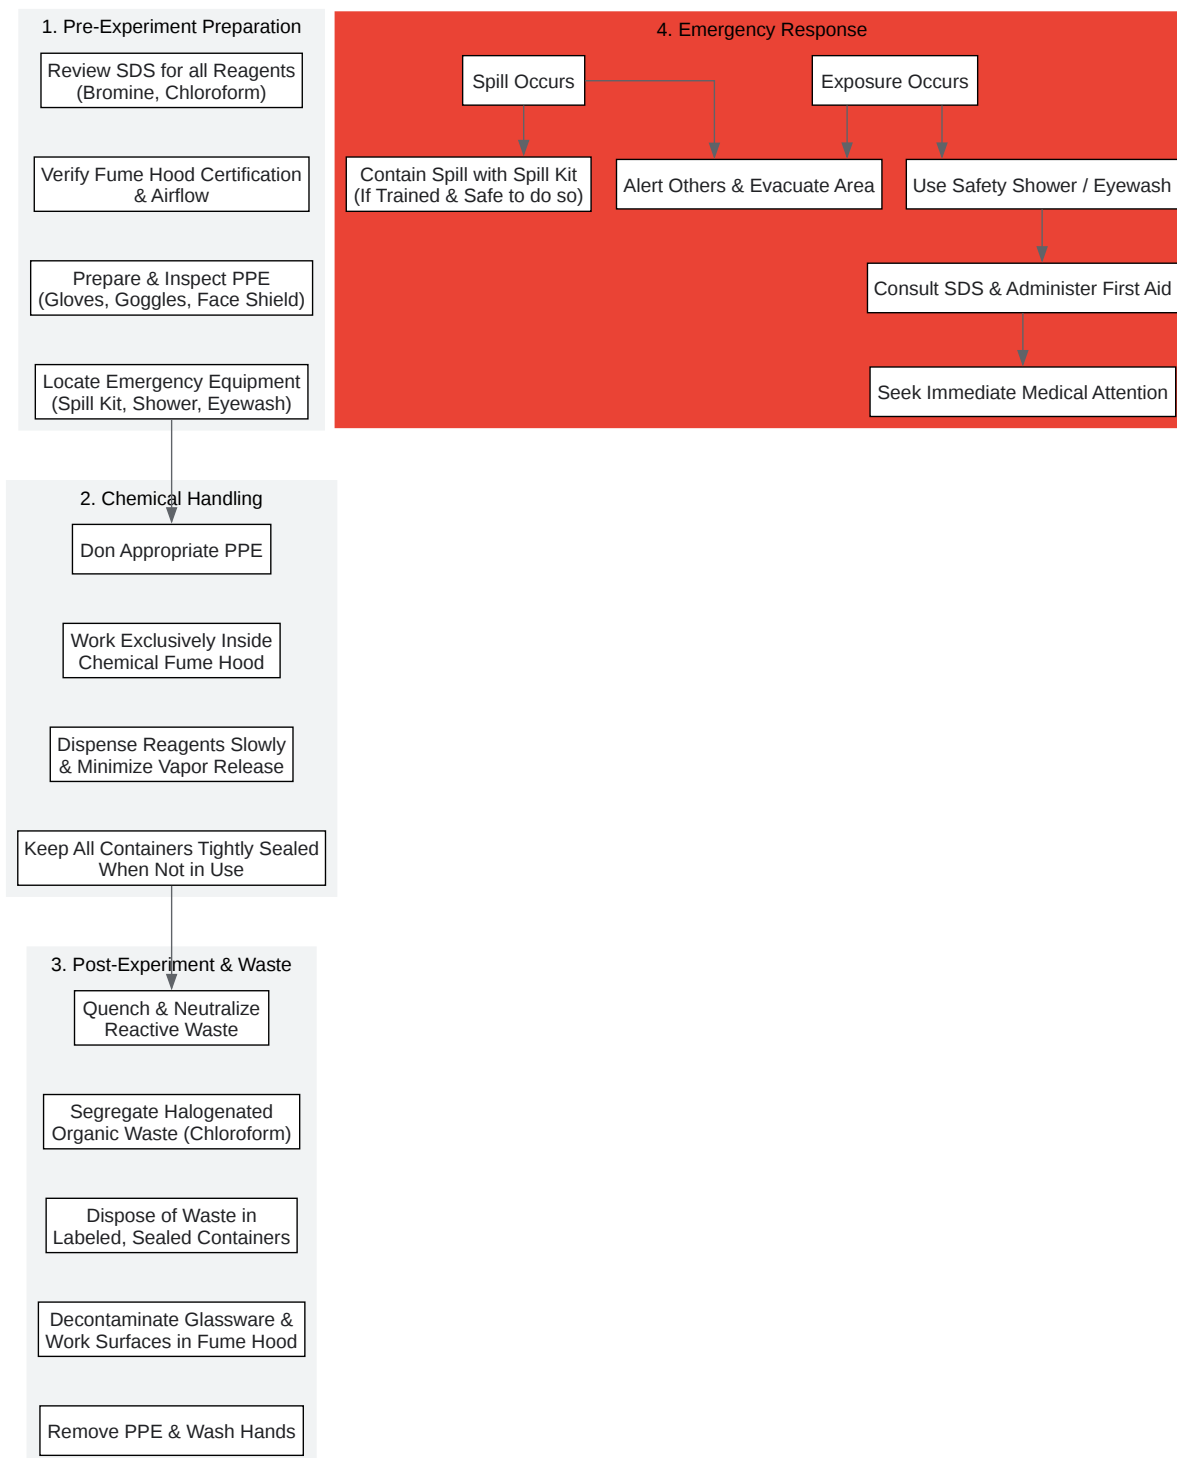 1. Pre-Experiment Preparation
Review SDS for all Reagents
(Bromine, Chloroform)
Verify Fume Hood Certification
& Airflow
Prepare & Inspect PPE
(Gloves, Goggles, Face Shield)
Locate Emergency Equipment
(Spill Kit, Shower, Eyewash)
4. Emergency Response
Spill Occurs
Exposure Occurs
Contain Spill with Spill Kit
(If Trained & Safe to do so)
Alert Others & Evacuate Area
Use Safety Shower / Eyewash
Consult SDS & Administer First Aid
Seek Immediate Medical Attention
2. Chemical Handling
Don Appropriate PPE
Work Exclusively Inside
Chemical Fume Hood
Dispense Reagents Slowly
& Minimize Vapor Release
Keep All Containers Tightly Sealed
When Not in Use
3. Post-Experiment & Waste
Quench & Neutralize
Reactive Waste
Segregate Halogenated
Organic Waste (Chloroform)
Dispose of Waste in
Labeled, Sealed Containers
Decontaminate Glassware &
Work Surfaces in Fume Hood
Remove PPE & Wash Hands